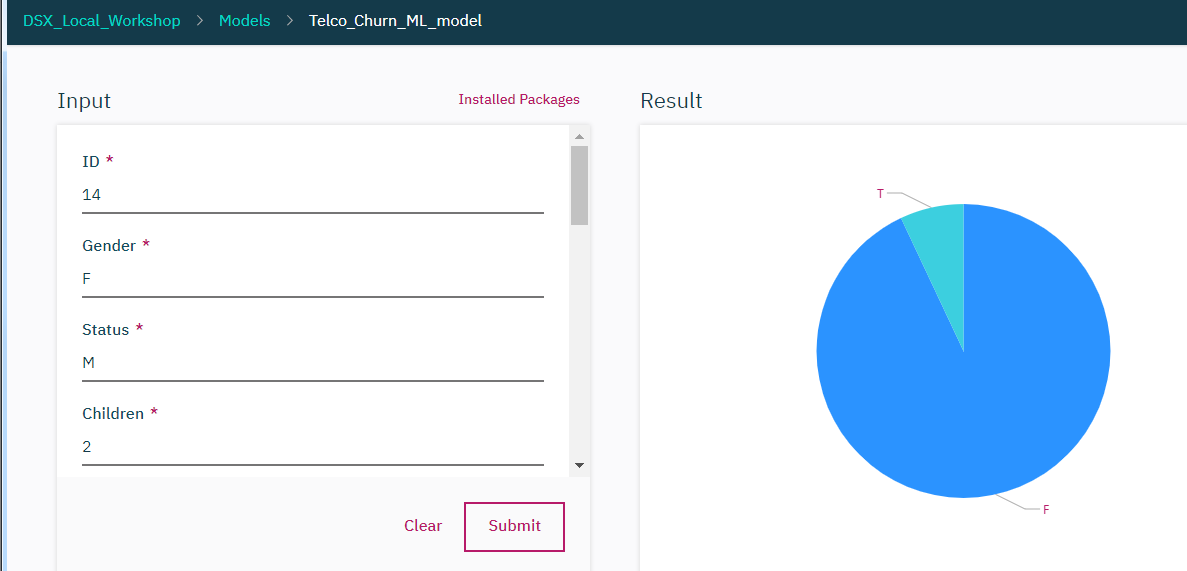 DSX_Local_Workshop > Models > Telco_Churn_ML_model
Input
Installed Packages
ID *
14
Gender *
F
Status *
M
Children *
2
Clear
Submit
Result
T
F